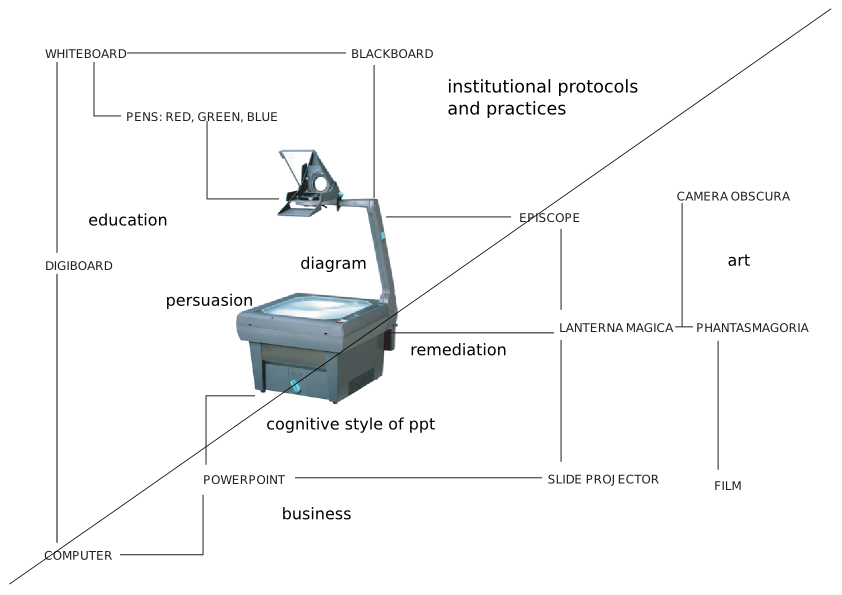 WHITEBOARD
BLACKBOARD
institutional protocols
and practices
PENS: RED, GREEN, BLUE
CAMERA OBSCURA
education
EPISCOPE
diagram
art
DIGIBOARD
persuasion
LANTERNA MAGICA
PHANTASMAGORIA
remediation
cognitive style of ppt
POWERPOINT
SLIDE PROJECTOR
FILM
business
COMPUTER